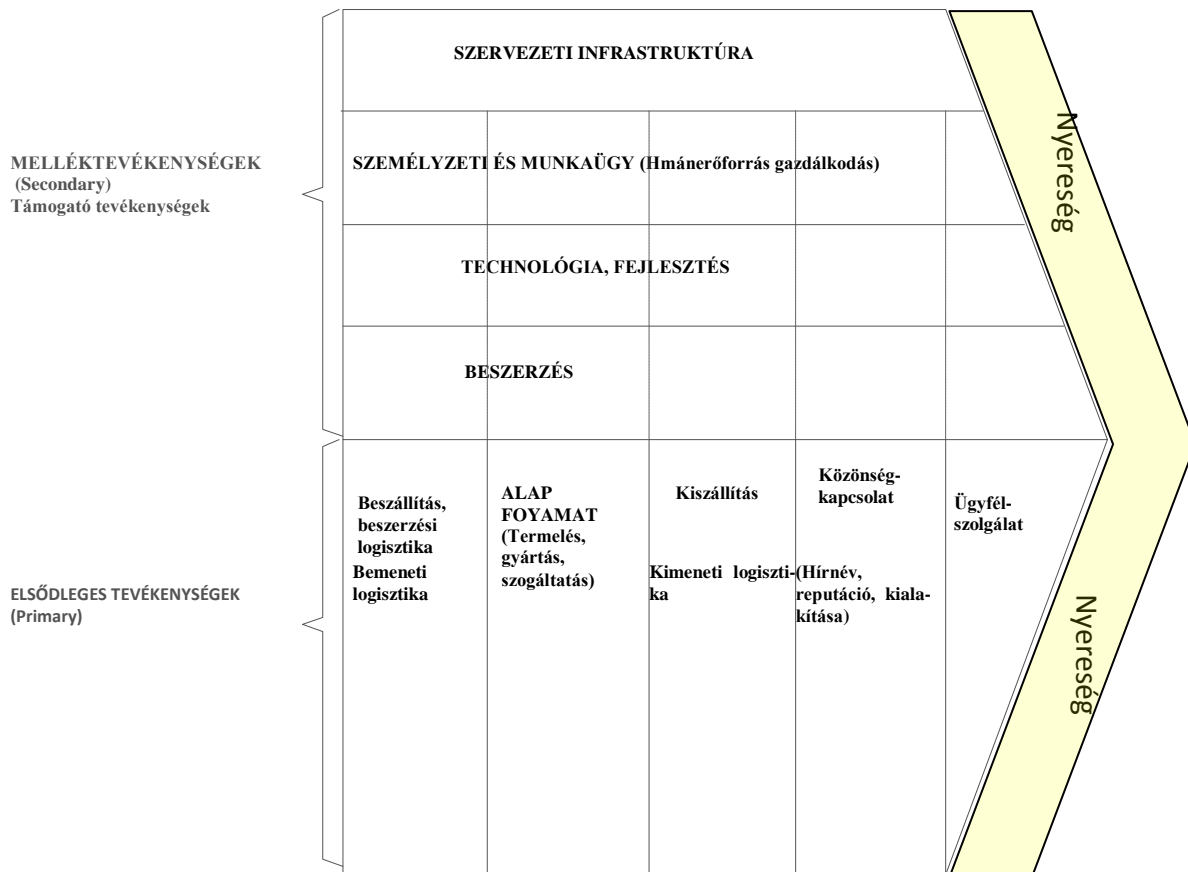 SZERVEZETI INFRASTRUKTÚRA
MELLÉKTEVÉKENYSÉGEK
(Secondary)
Támogató tevékenységek
SZEMÉLYZETI ÉS MUNKAÜGY (Hmánerőforrás gazdálkodás)
TECHNOLÓGIA, FEJLESZTÉS
BESZERZÉS
Nyereség
ELSŐDLEGES TEVÉKENYSÉGEK
(Primary)
Beszállítás,
beszerzési
logisztika
Bemeneti
logisztika
ALAP
FOYAMAT
(Termelés,
gyártás,
szogáltatás)
Kiszállítás
Kimeneti logiszti-
ka
Közönség-
kapcsolat
(Hírnév,
reputáció, kiala-
kítása)
Ügyfél-
szolgálat
Nyereség